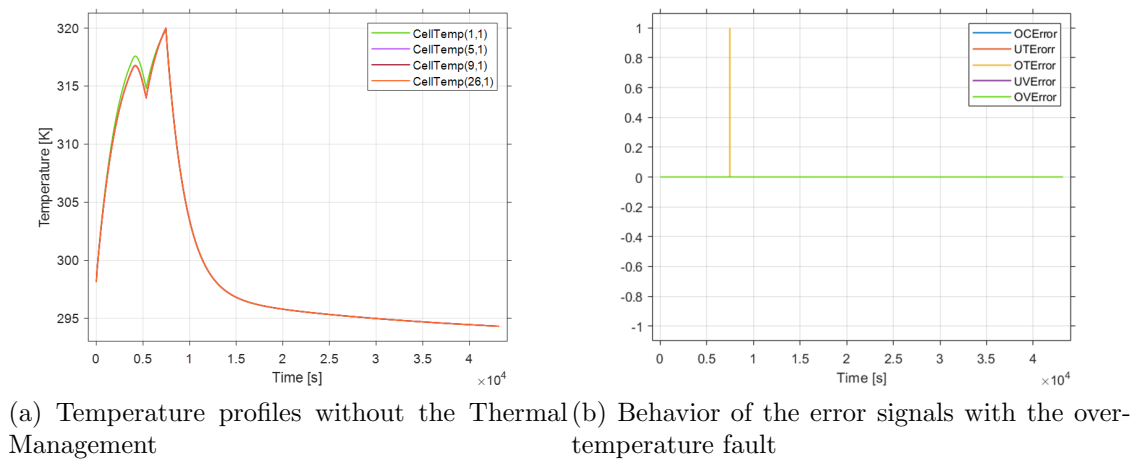 320
315
310
305
300
295
Temperature [K]
0 0.5 1 1.5 2 2.5 3 3.5 4
Time [s]
×10⁴
CellTemp(1,1)
CellTemp(5,1)
CellTemp(9,1)
CellTemp(26,1)
1
0.8
0.6
0.4
0.2
0
-0.2
-0.4
-0.6
-0.8
-1
0 0.5 1 1.5 2 2.5 3 3.5 4
Time [s]
×10⁴
OCError
UTErorr
OTError
UVError
OVError
(a) Temperature profiles without the Thermal
Management
(b) Behavior of the error signals with the over-
temperature fault